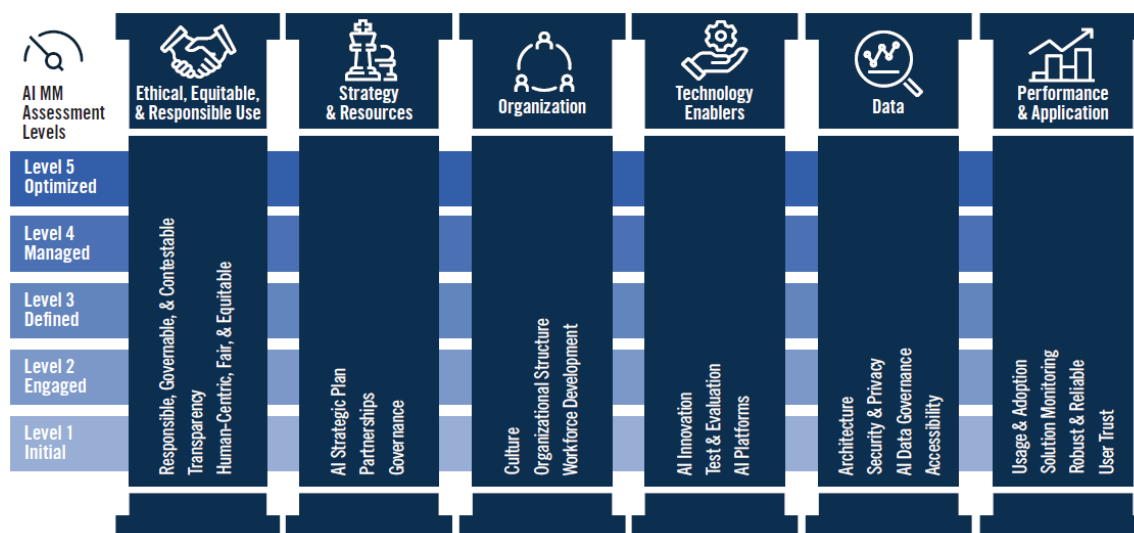 AI MM
Assessment
Levels
Ethical, Equitable,
& Responsible Use
Strategy
& Resources
Organization
Technology
Enablers
Data
Performance
& Application
Level 5
Optimized
Level 4
Managed
Level 3
Defined
Level 2
Engaged
Level 1
Initial
Responsible, Governable, & Contestable
Transparency
Human-Centric, Fair, & Equitable
AI Strategic Plan
Partnerships
Governance
Culture
Organizational Structure
Workforce Development
AI Innovation
Test & Evaluation
AI Platforms
Architecture
Security & Privacy
AI Data Governance
Accessibility
Usage & Adoption
Solution Monitoring
Robust & Reliable
User Trust